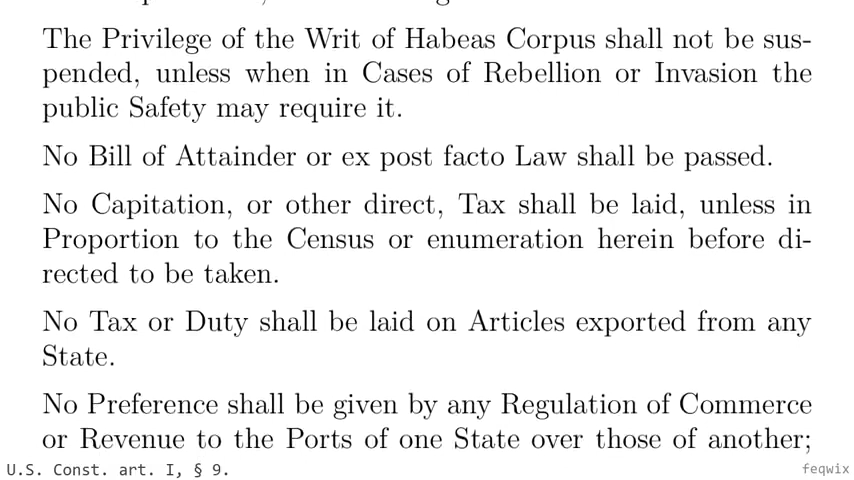 The Privilege of the Writ of Habeas Corpus shall not be sus-
pended, unless when in Cases of Rebellion or Invasion the
public Safety may require it.
No Bill of Attainder or ex post facto Law shall be passed.
No Capitation, or other direct, Tax shall be laid, unless in
Proportion to the Census or enumeration herein before di-
rected to be taken.
No Tax or Duty shall be laid on Articles exported from any
State.
No Preference shall be given by any Regulation of Commerce
or Revenue to the Ports of one State over those of another;
U.S. Const. art. I, § 9.
feqwix